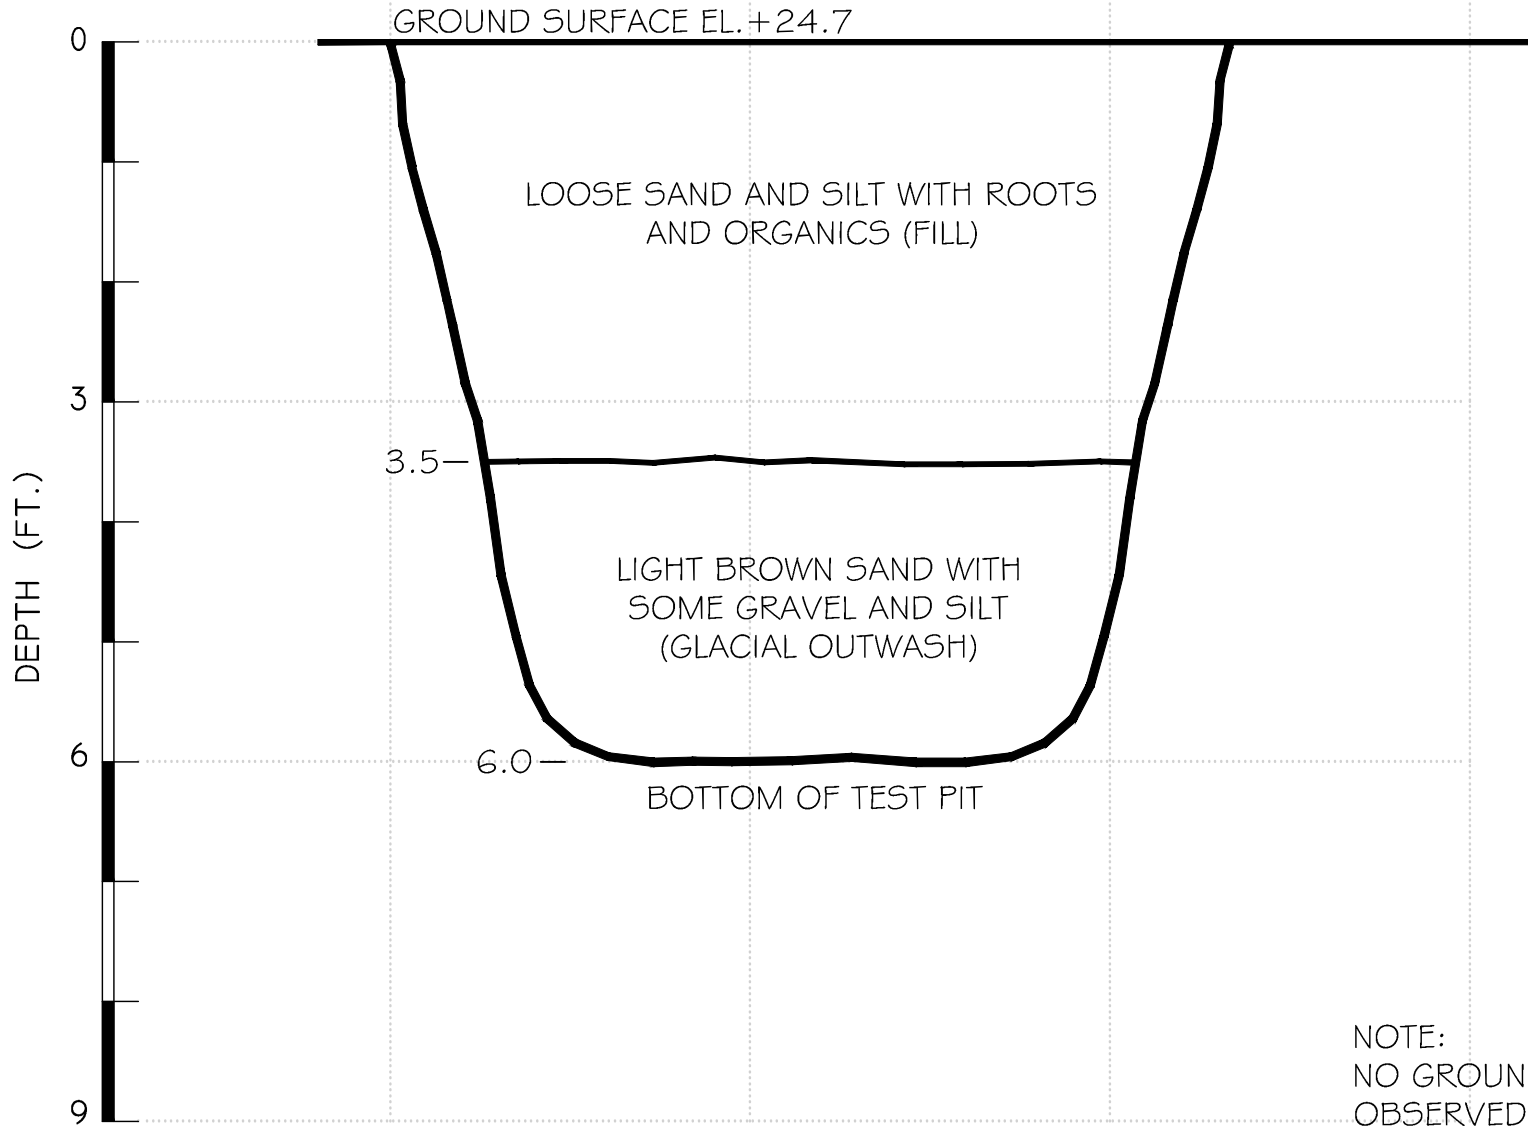 GROUND SURFACE EL.+24.7
0
LOOSE SAND AND SILT WITH ROOTS
AND ORGANICS (FILL)
3
3.5
DEPTH (FT.)
LIGHT BROWN SAND WITH
SOME GRAVEL AND SILT
(GLACIAL OUTWASH)
6
6.0
BOTTOM OF TEST PIT
NOTE:
NO GROUN
OBSERVED
9